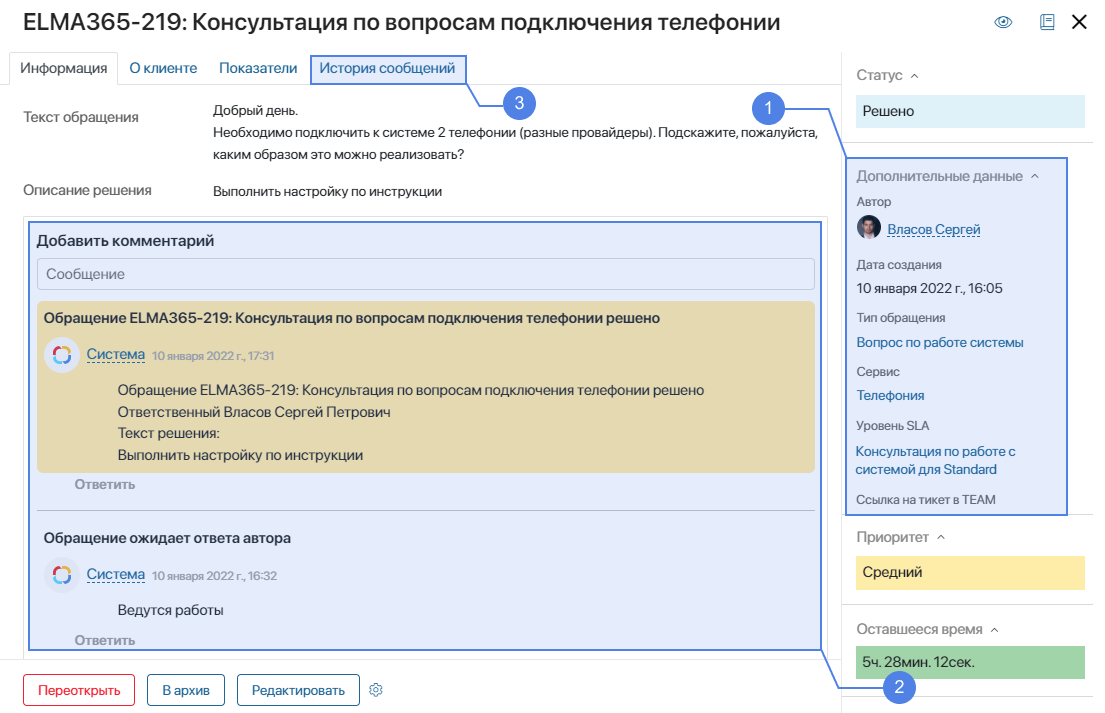 ELMA365-219: Консультация по вопросам подключения телефонии
Информация
О клиенте
Показатели
История сообщений
3
Текст обращения
Добрый день.
Необходимо подключить к системе 2 телефонии (разные провайдеры). Подскажите, пожалуйста,
каким образом это можно реализовать?
Описание решения
Выполнить настройку по инструкции
Добавить комментарий
Сообщение
Обращение ELMA365-219: Консультация по вопросам подключения телефонии решено
Система 10 января 2022 г., 17:31
Обращение ELMA365-219: Консультация по вопросам подключения телефонии решено
Ответственный Власов Сергей Петрович
Текст решения:
Выполнить настройку по инструкции
Ответить
Обращение ожидает ответа автора
Система 10 января 2022 г., 16:32
Ведутся работы
Ответить
Переоткрыть
В архив
Редактировать
Статус
Решено
1
Дополнительные данные
Автор
Власов Сергей
Дата создания
10 января 2022 г., 16:05
Тип обращения
Вопрос по работе системы
Сервис
Телефония
Уровень SLA
Консультация по работе с
системой для Standard
Ссылка на тикет в TEAM
Приоритет
Средний
Оставшееся время
5ч. 28мин. 12сек.
2